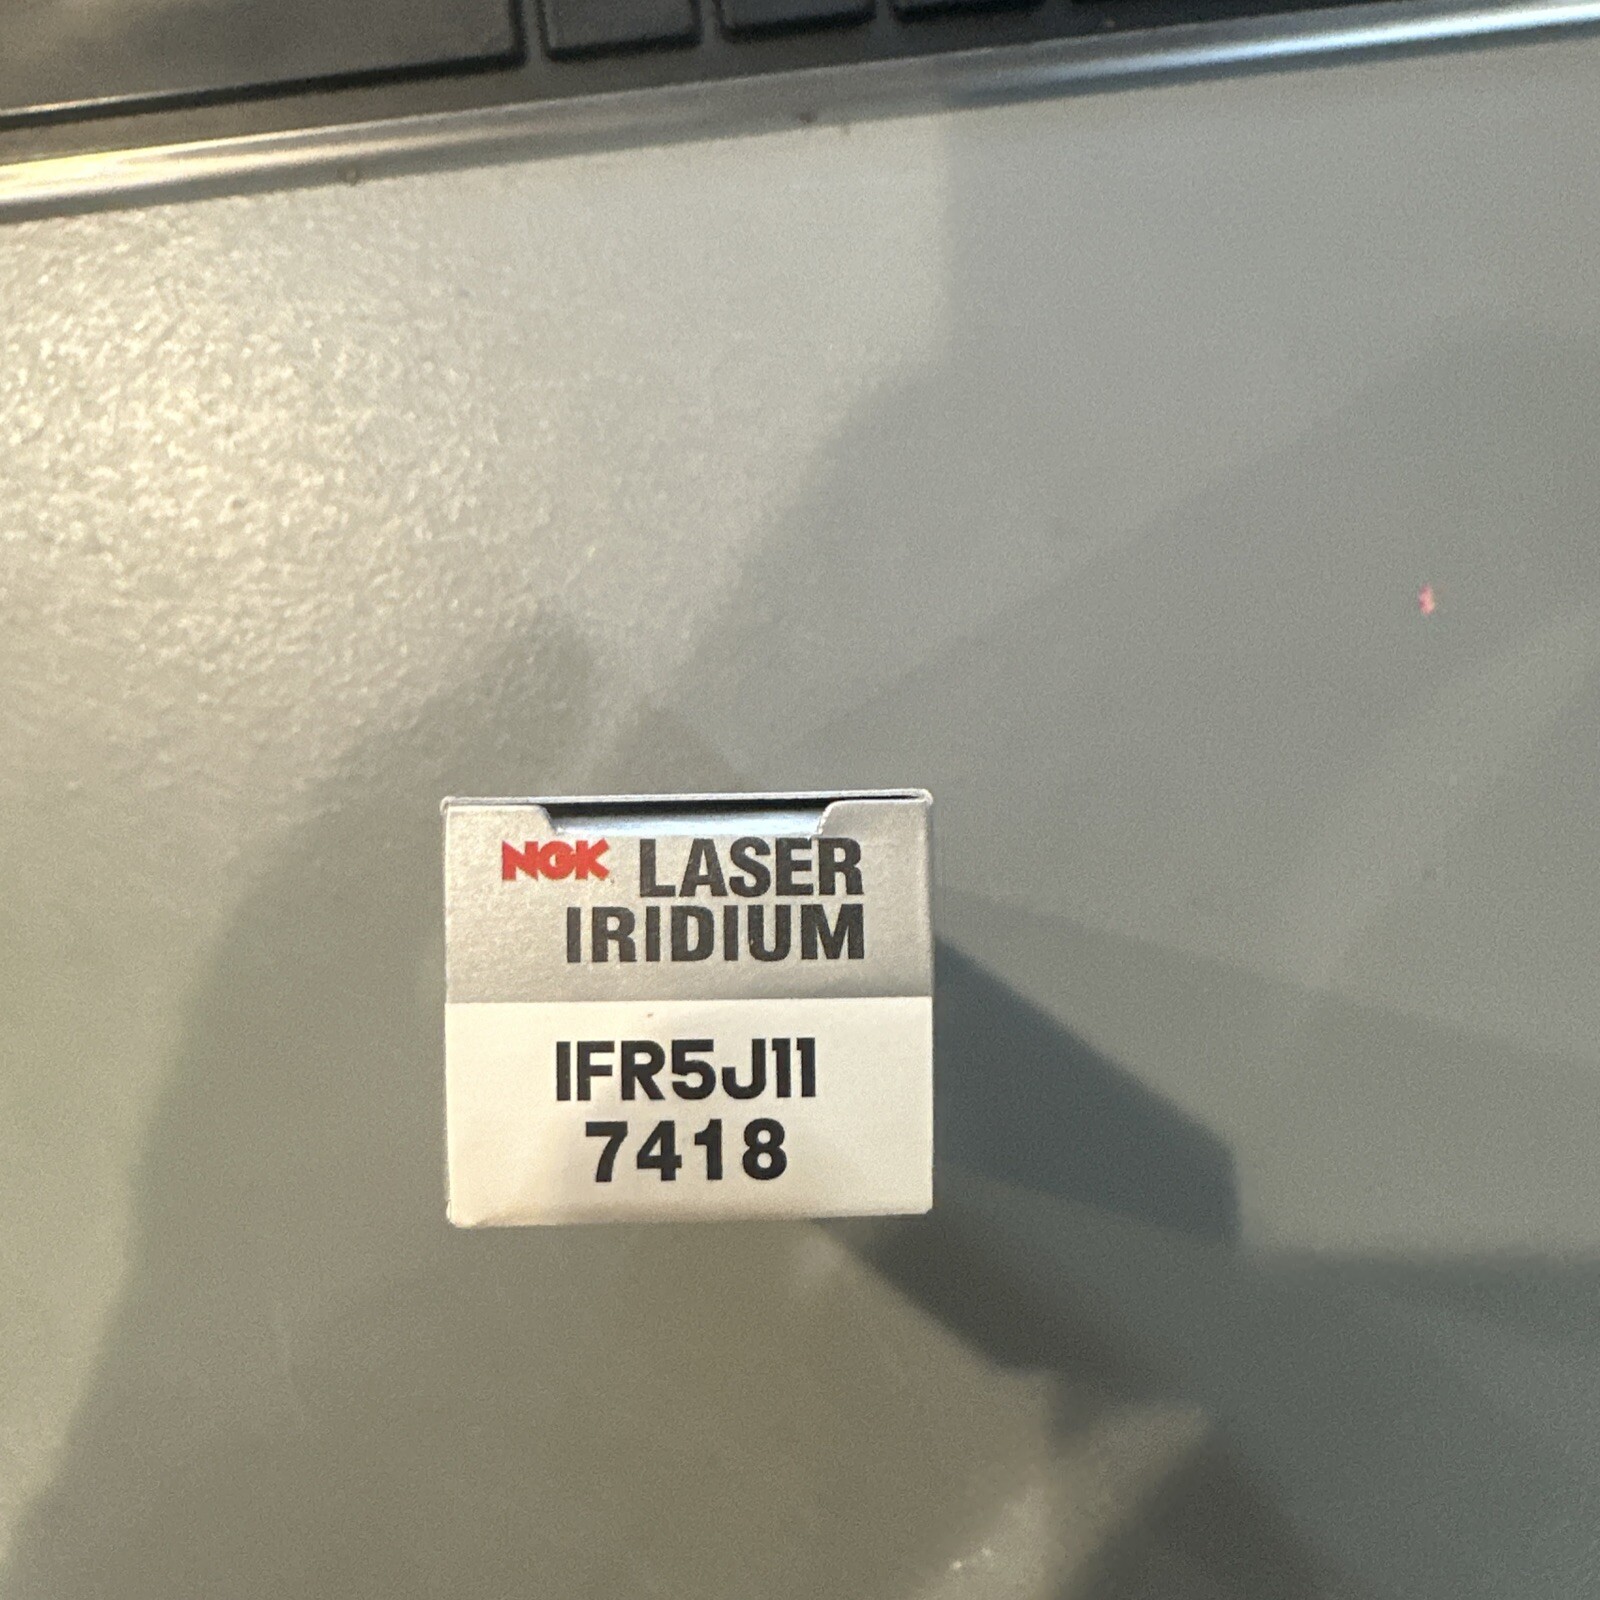 NGK LASER
IRIDIUM
IFR5J11
7418